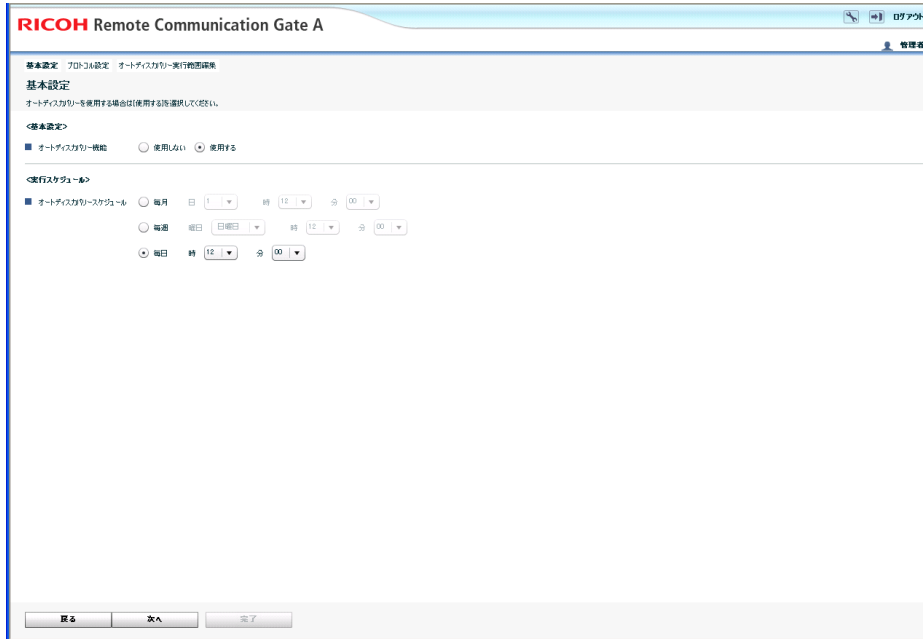 RICOH Remote Communication Gate A
ログアウト
管理者
基本設定 プロトコル設定 オートディスカバリー実行範囲編集
基本設定
オートディスカバリーを使用する場合は[使用する]を選択してください。
<基本設定>
オートディスカバリー機能 使用しない 使用する
<実行スケジュール>
オートディスカバリースケジュール 毎月 日 1 時 12 分 00
毎週 曜日 日曜日 時 12 分 00
毎日 時 12 分 00
戻る 次へ 完了